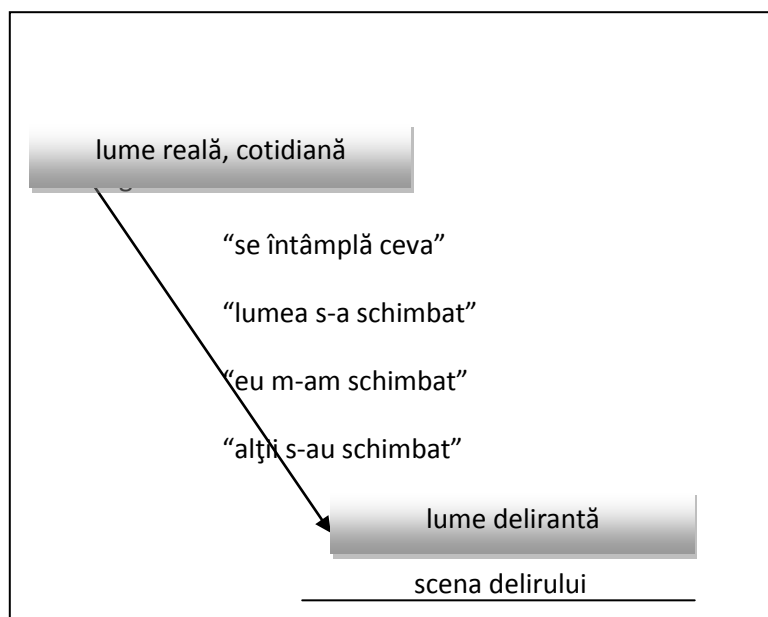 lume reală, cotidiană
“se întâmplă ceva”
“lumea s-a schimbat”
“eu m-am schimbat”
“alţii s-au schimbat”
lume delirantă
scena delirului